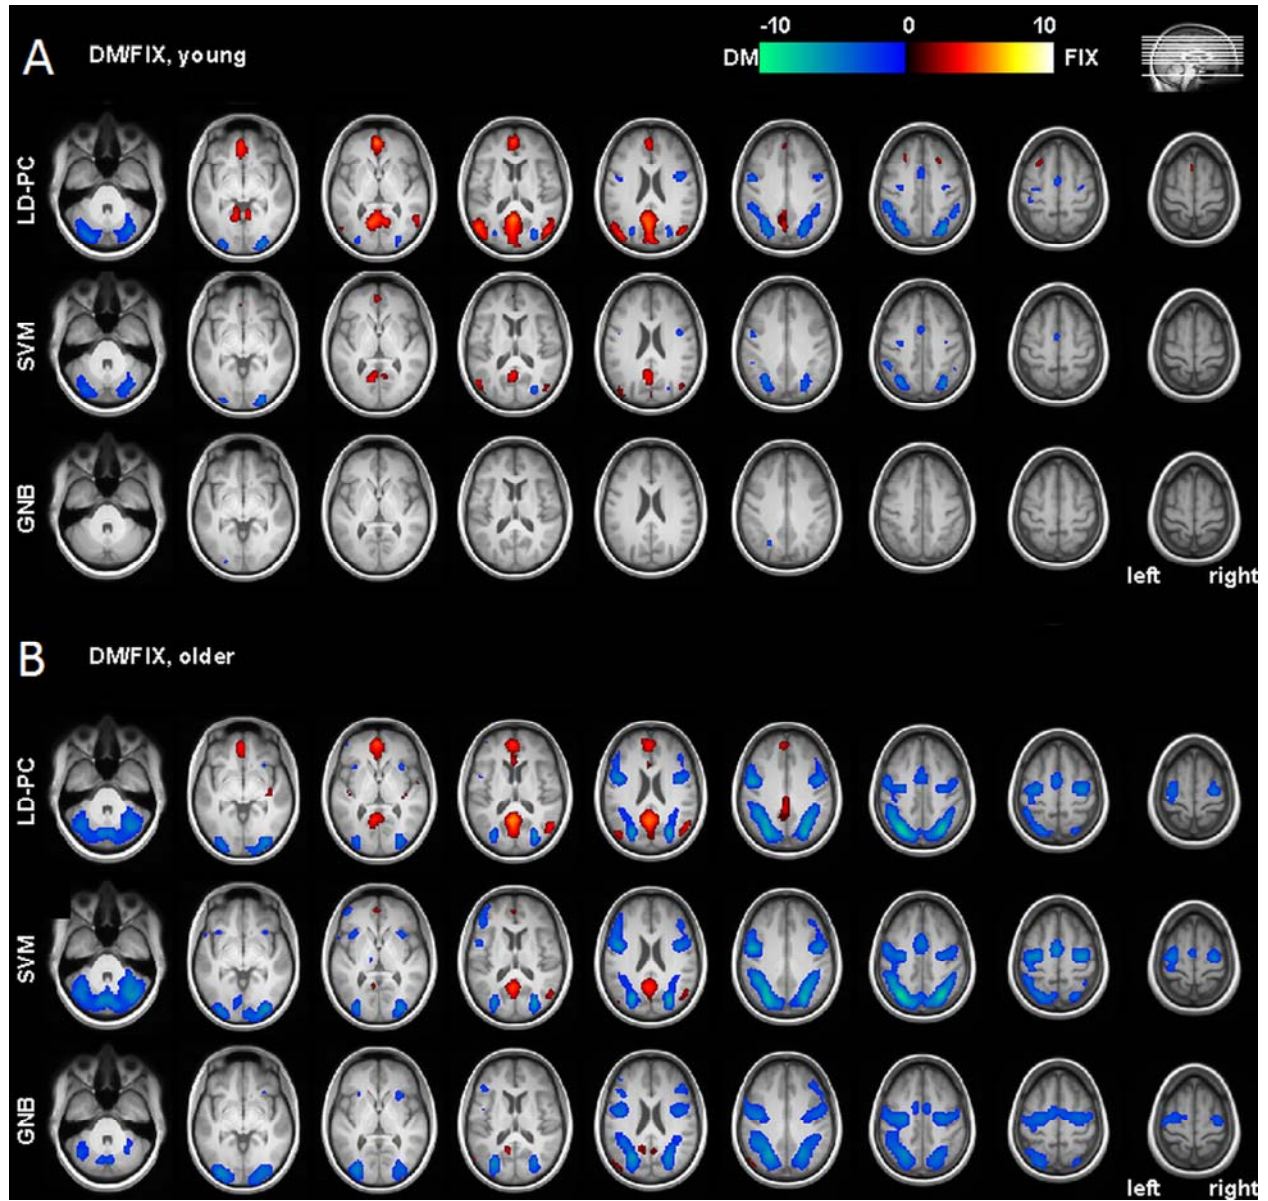 -10 0 10
A DM/FIX, young DM FIX
LD-PC
SVM
GNB
left right
B DM/FIX, older
LD-PC
SVM
GNB
left right